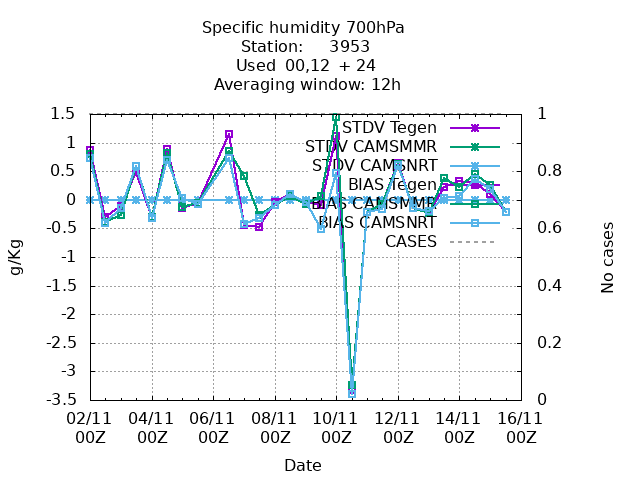 Specific humidity 700hPa
Station: 3953
Used 00,12 + 24
Averaging window: 12h
1.5
1
0.5
0
-0.5
-1
-1.5
-2
-2.5
-3
-3.5
1
0.8
0.6
0.4
0.2
0
g/Kg
No cases
STDV Tegen
STDV CAMSMMR
STDV CAMSNRT
BIAS Tegen
BIAS CAMSMMR
BIAS CAMSNRT
CASES
02/11 04/11 06/11 08/11 10/11 12/11 14/11 16/11
00Z 00Z 00Z 00Z 00Z 00Z 00Z 00Z
Date